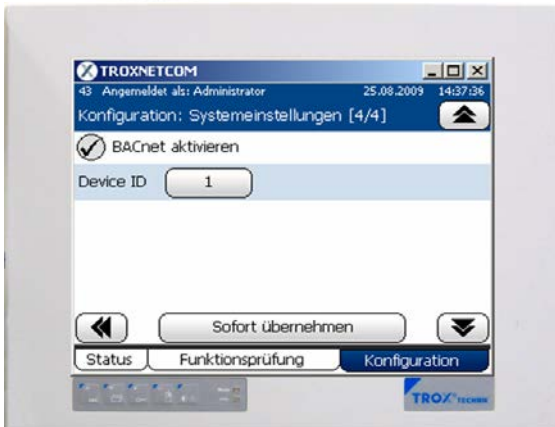 TROXNETCOM
43 Angemeldet als: Administrator 25.08.2009 14:37:36
Konfiguration: Systemeinstellungen [4/4]
BACnet aktivieren
Device ID 1
Sofort übernehmen
Status Funktionsprüfung Konfiguration
TROX® TECHNIK